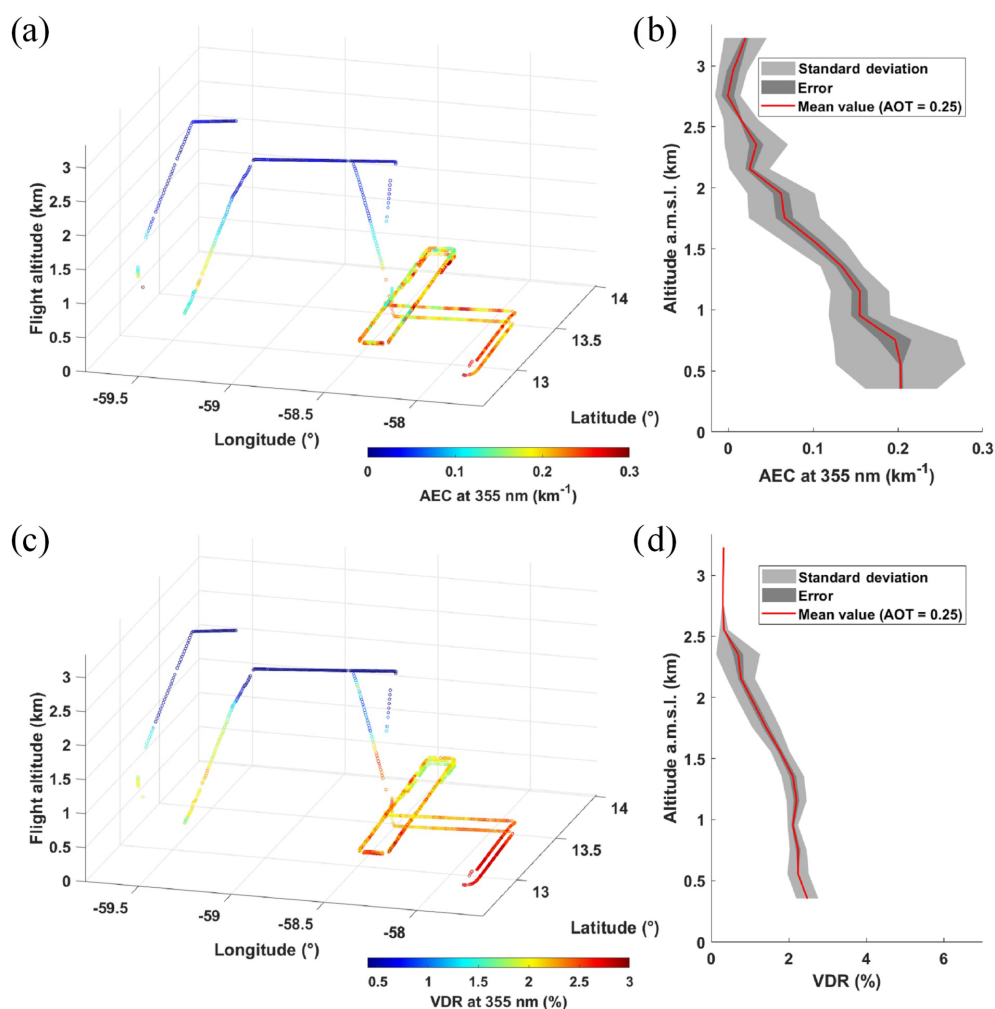 (a)
Flight altitude (km)
3
2.5
2
1.5
1
0.5
0
-59.5
-59
-58.5
-58
Longitude (°)
14
13.5
13
Latitude (°)
0
0.1
0.2
0.3
AEC at 355 nm (km-1)
(b)
Altitude a.m.s.l. (km)
3
2.5
2
1.5
1
0.5
0
Standard deviation
Error
Mean value (AOT = 0.25)
0
0.1
0.2
0.3
AEC at 355 nm (km-1)
(c)
Flight altitude (km)
3
2.5
2
1.5
1
0.5
0
-59.5
-59
-58.5
-58
Longitude (°)
14
13.5
13
Latitude (°)
0.5
1
1.5
2
2.5
3
VDR at 355 nm (%)
(d)
Altitude a.m.s.l. (km)
3
2.5
2
1.5
1
0.5
0
Standard deviation
Error
Mean value (AOT = 0.25)
0
2
4
6
VDR (%)